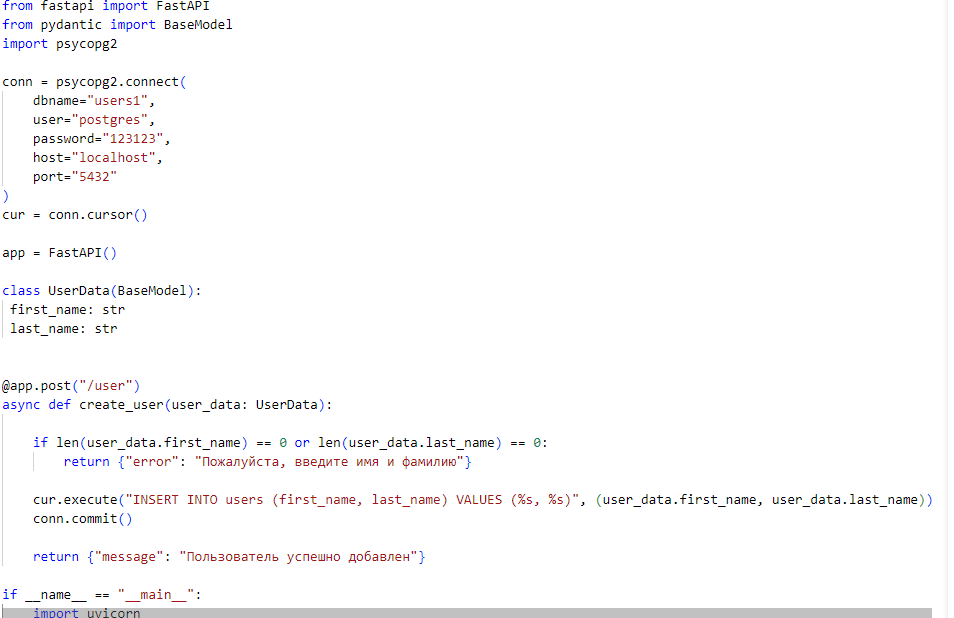 from fastapi import FastAPI
from pydantic import BaseModel
import psycopg2
conn = psycopg2.connect(
    dbname="users1",
    user="postgres",
    password="123123",
    host="localhost",
    port="5432"
)
cur = conn.cursor()
app = FastAPI()
class UserData(BaseModel):
 first_name: str
 last_name: str
@app.post("/user")
async def create_user(user_data: UserData):
    if len(user_data.first_name) == 0 or len(user_data.last_name) == 0:
        return {"error": "Пожалуйста, введите имя и фамилию"}
    cur.execute("INSERT INTO users (first_name, last_name) VALUES (%s, %s)", (user_data.first_name, user_data.last_name))
    conn.commit()
    return {"message": "Пользователь успешно добавлен"}
if __name__ == "__main__":
    import uvicorn